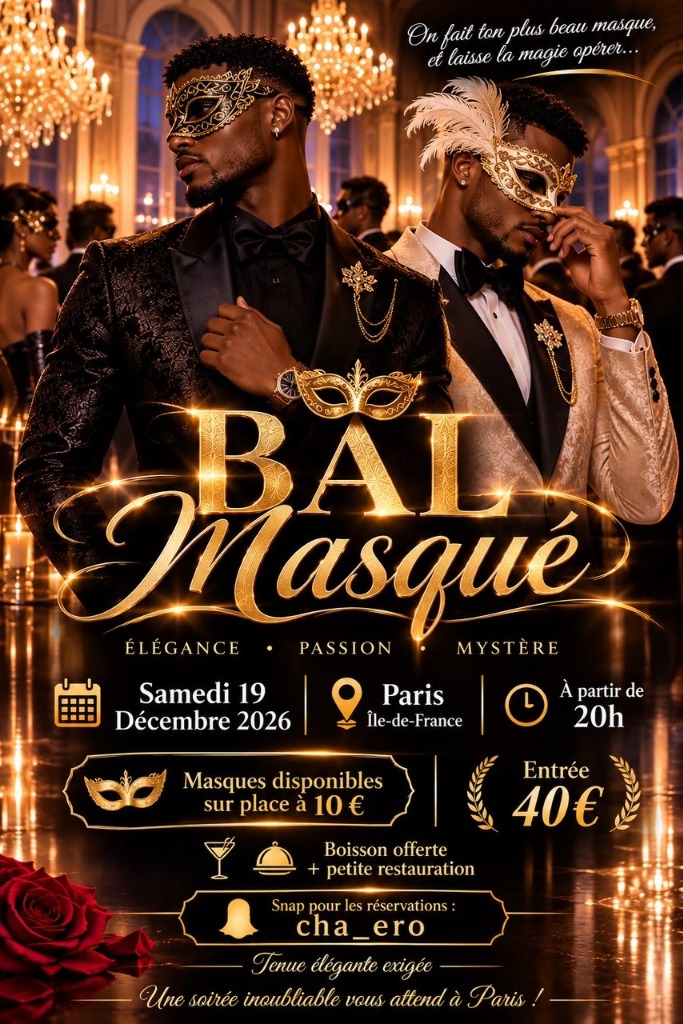 On fait ton plus beau masque,
et laisse la magie opérer...
BAL
Masqué
ÉLÉGANCE • PASSION • MYSTÈRE
Samedi 19
Décembre 2026
Paris
Île-de-France
À partir de
20h
Masques disponibles
sur place à 10 €
Entrée
40€
Boisson offerte
+ petite restauration
Snap pour les réservations :
cha_ero
Tenue élégante exigée
Une soirée inoubliable vous attend à Paris !